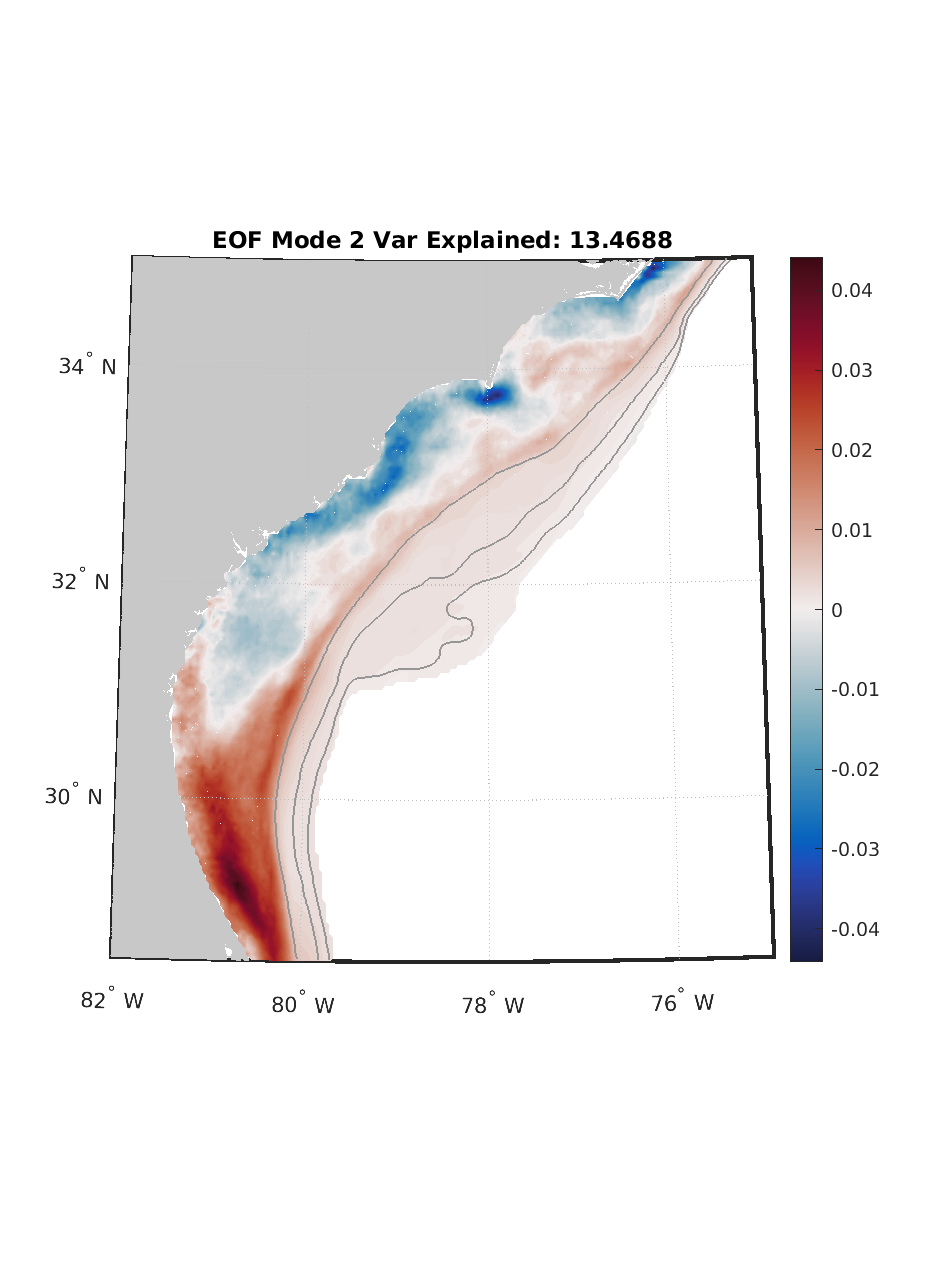 EOF Mode 2 Var Explained: 13.4688
34° N
32° N
30° N
82° W
80° W
78° W
76° W
0.04
0.03
0.02
0.01
0
-0.01
-0.02
-0.03
-0.04